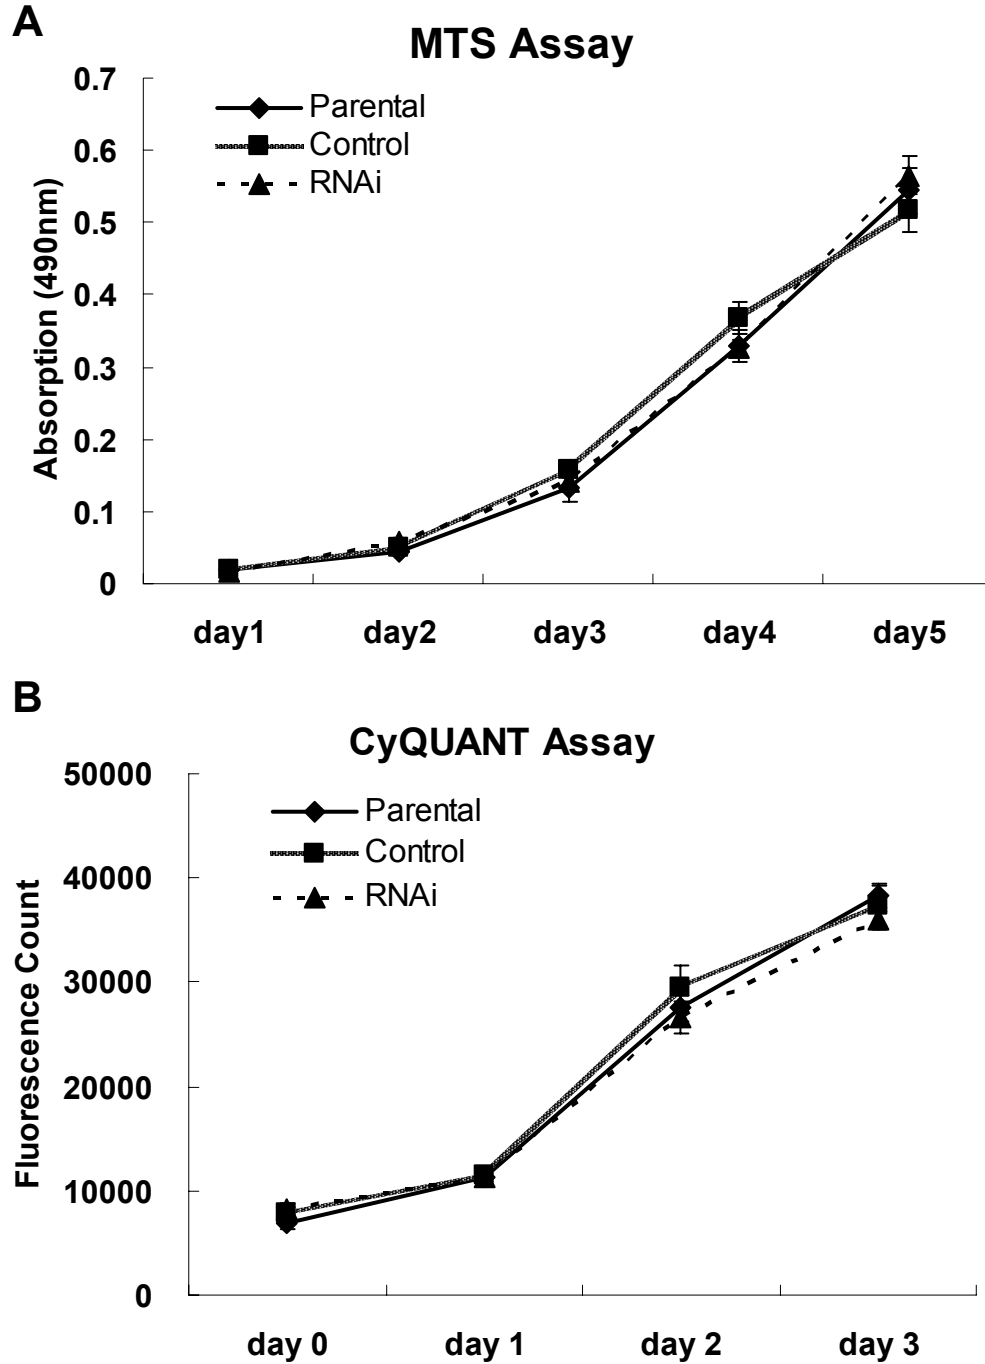 A
MTS Assay
0.7
0.6
0.5
0.4
0.3
0.2
0.1
0
Absorption (490nm)
Parental
Control
RNAi
day1 day2 day3 day4 day5
B
CyQUANT Assay
50000
40000
30000
20000
10000
0
Fluorescence Count
Parental
Control
RNAi
day 0 day 1 day 2 day 3